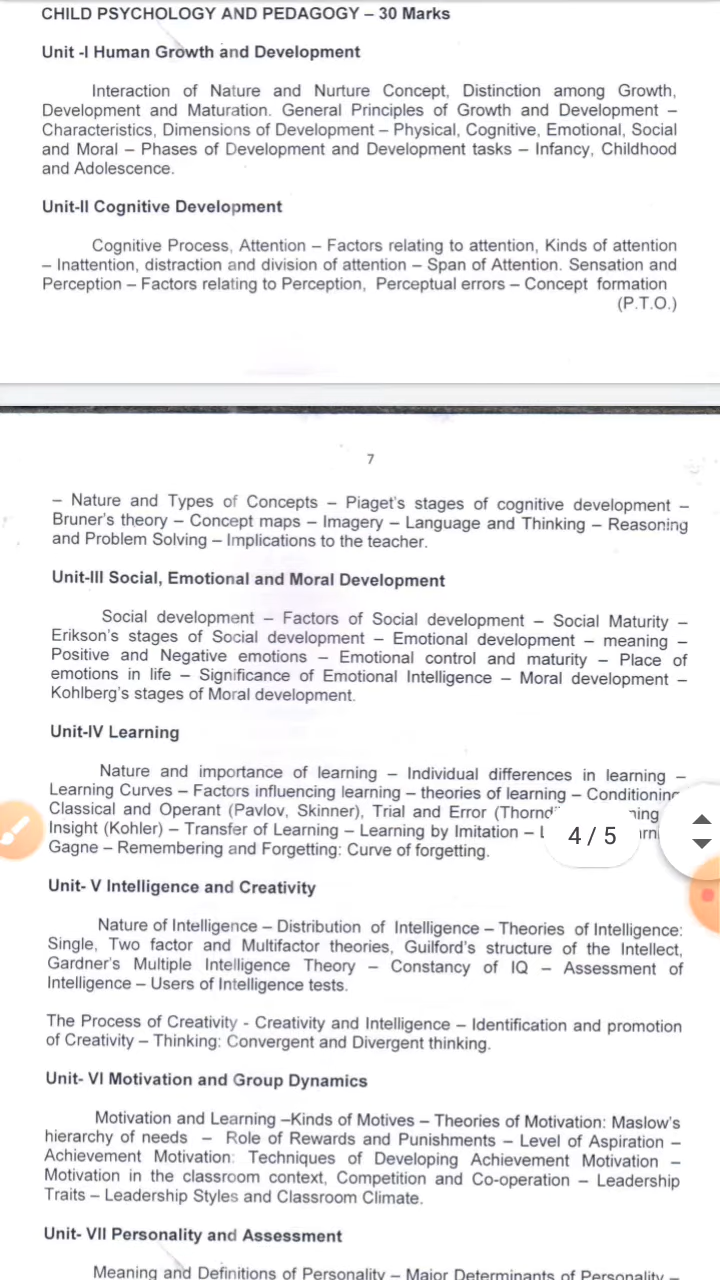 CHILD PSYCHOLOGY AND PEDAGOGY – 30 Marks
Unit -I Human Growth and Development
Interaction of Nature and Nurture Concept, Distinction among Growth,
Development and Maturation. General Principles of Growth and Development –
Characteristics, Dimensions of Development – Physical, Cognitive, Emotional, Social
and Moral – Phases of Development and Development tasks – Infancy, Childhood
and Adolescence.
Unit-II Cognitive Development
Cognitive Process, Attention – Factors relating to attention, Kinds of attention
– Inattention, distraction and division of attention – Span of Attention. Sensation and
Perception – Factors relating to Perception, Perceptual errors – Concept formation
(P.T.O.)
7
– Nature and Types of Concepts – Piaget's stages of cognitive development –
Bruner's theory – Concept maps – Imagery – Language and Thinking – Reasoning
and Problem Solving – Implications to the teacher.
Unit-III Social, Emotional and Moral Development
Social development – Factors of Social development – Social Maturity –
Erikson's stages of Social development – Emotional development – meaning –
Positive and Negative emotions – Emotional control and maturity – Place of
emotions in life – Significance of Emotional Intelligence – Moral development –
Kohlberg's stages of Moral development.
Unit-IV Learning
Nature and importance of learning – Individual differences in learning –
Learning Curves – Factors influencing learning – theories of learning – Conditioning
Classical and Operant (Pavlov, Skinner), Trial and Error
Insight (Kohler) – Transfer of Learning – Learning by Imitation –
4 / 5
Gagne – Remembering and Forgetting: Curve of forgetting.
Unit- V Intelligence and Creativity
Nature of Intelligence – Distribution of Intelligence – Theories of Intelligence:
Single, Two factor and Multifactor theories, Guilford's structure of the Intellect,
Gardner's Multiple Intelligence Theory – Constancy of IQ – Assessment of
Intelligence – Users of Intelligence tests.
The Process of Creativity - Creativity and Intelligence – Identification and promotion
of Creativity – Thinking: Convergent and Divergent thinking.
Unit- VI Motivation and Group Dynamics
Motivation and Learning –Kinds of Motives – Theories of Motivation: Maslow's
hierarchy of needs – Role of Rewards and Punishments – Level of Aspiration –
Achievement Motivation: Techniques of Developing Achievement Motivation –
Motivation in the classroom context, Competition and Co-operation – Leadership
Traits – Leadership Styles and Classroom Climate.
Unit- VII Personality and Assessment
Meaning and Definitions of Personality – Major Determinants of Personality –